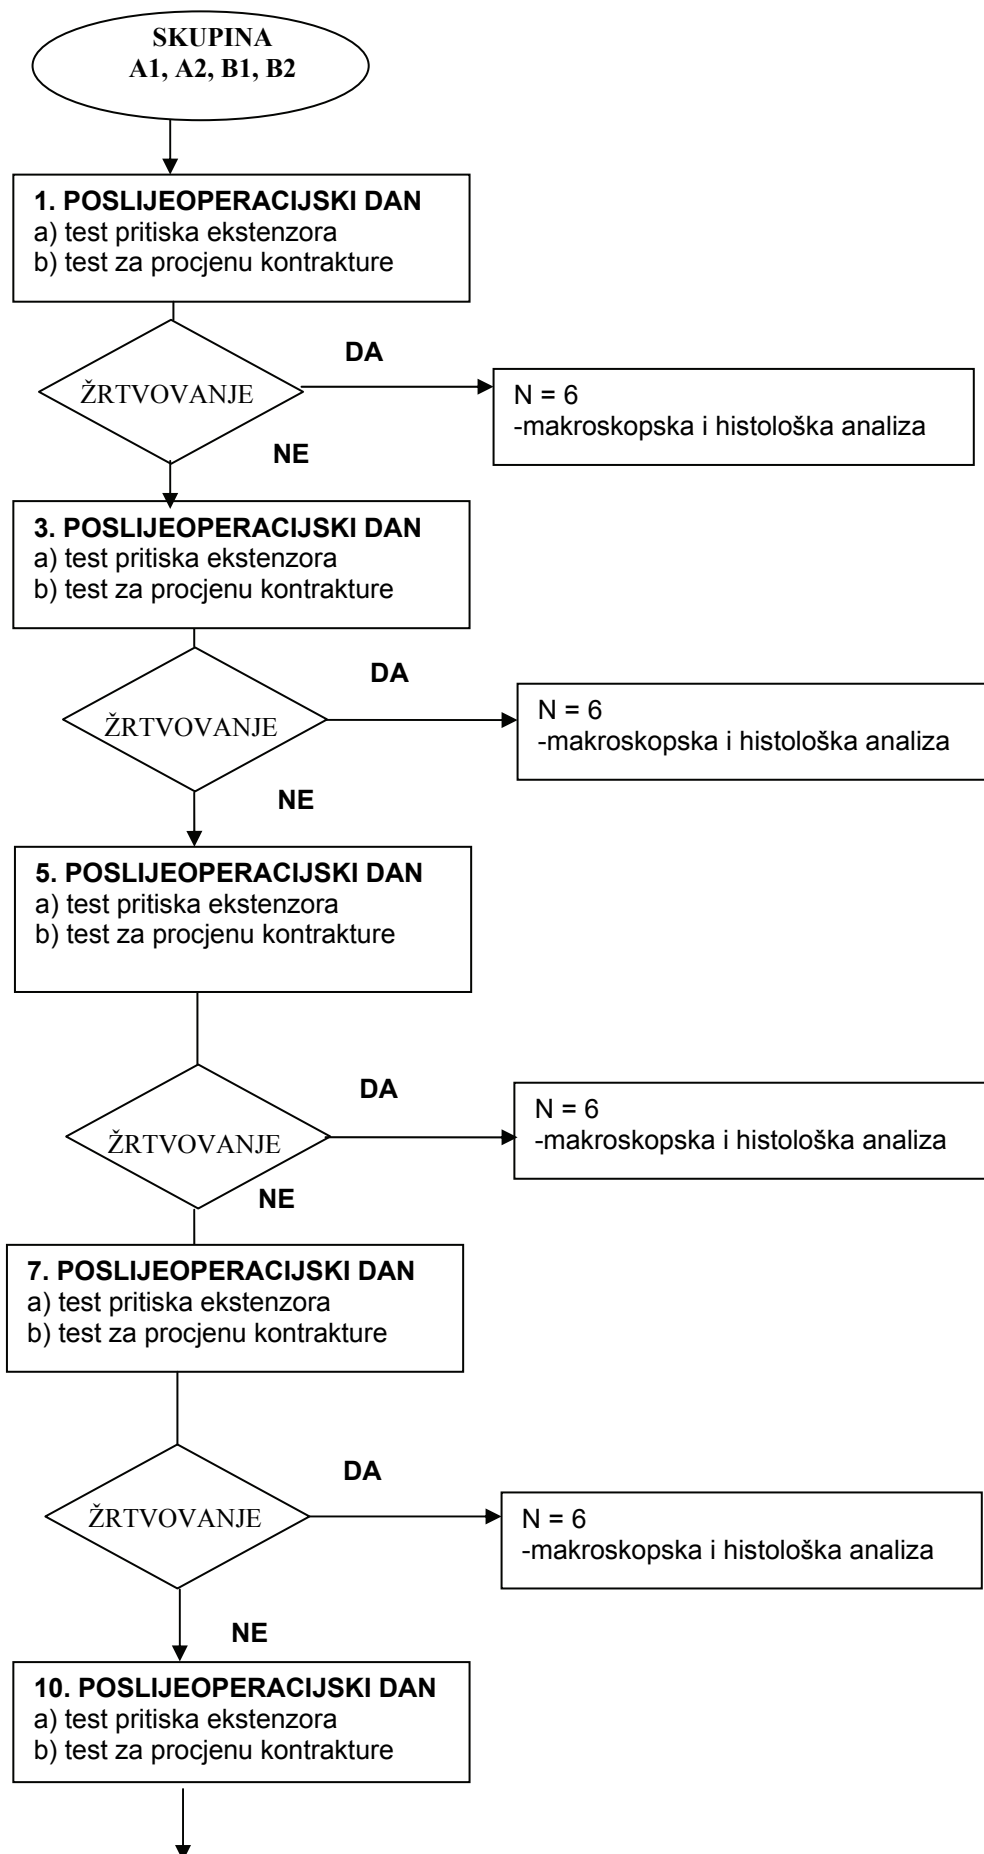 SKUPINA
A1, A2, B1, B2
1. POSLIJEOPERACIJSKI DAN
a) test pritiska ekstenzora
b) test za procjenu kontrakture
ŽRTVOVANJE
DA
N = 6
-makroskopska i histološka analiza
NE
3. POSLIJEOPERACIJSKI DAN
a) test pritiska ekstenzora
b) test za procjenu kontrakture
ŽRTVOVANJE
DA
N = 6
-makroskopska i histološka analiza
NE
5. POSLIJEOPERACIJSKI DAN
a) test pritiska ekstenzora
b) test za procjenu kontrakture
ŽRTVOVANJE
DA
N = 6
-makroskopska i histološka analiza
NE
7. POSLIJEOPERACIJSKI DAN
a) test pritiska ekstenzora
b) test za procjenu kontrakture
ŽRTVOVANJE
DA
N = 6
-makroskopska i histološka analiza
NE
10. POSLIJEOPERACIJSKI DAN
a) test pritiska ekstenzora
b) test za procjenu kontrakture